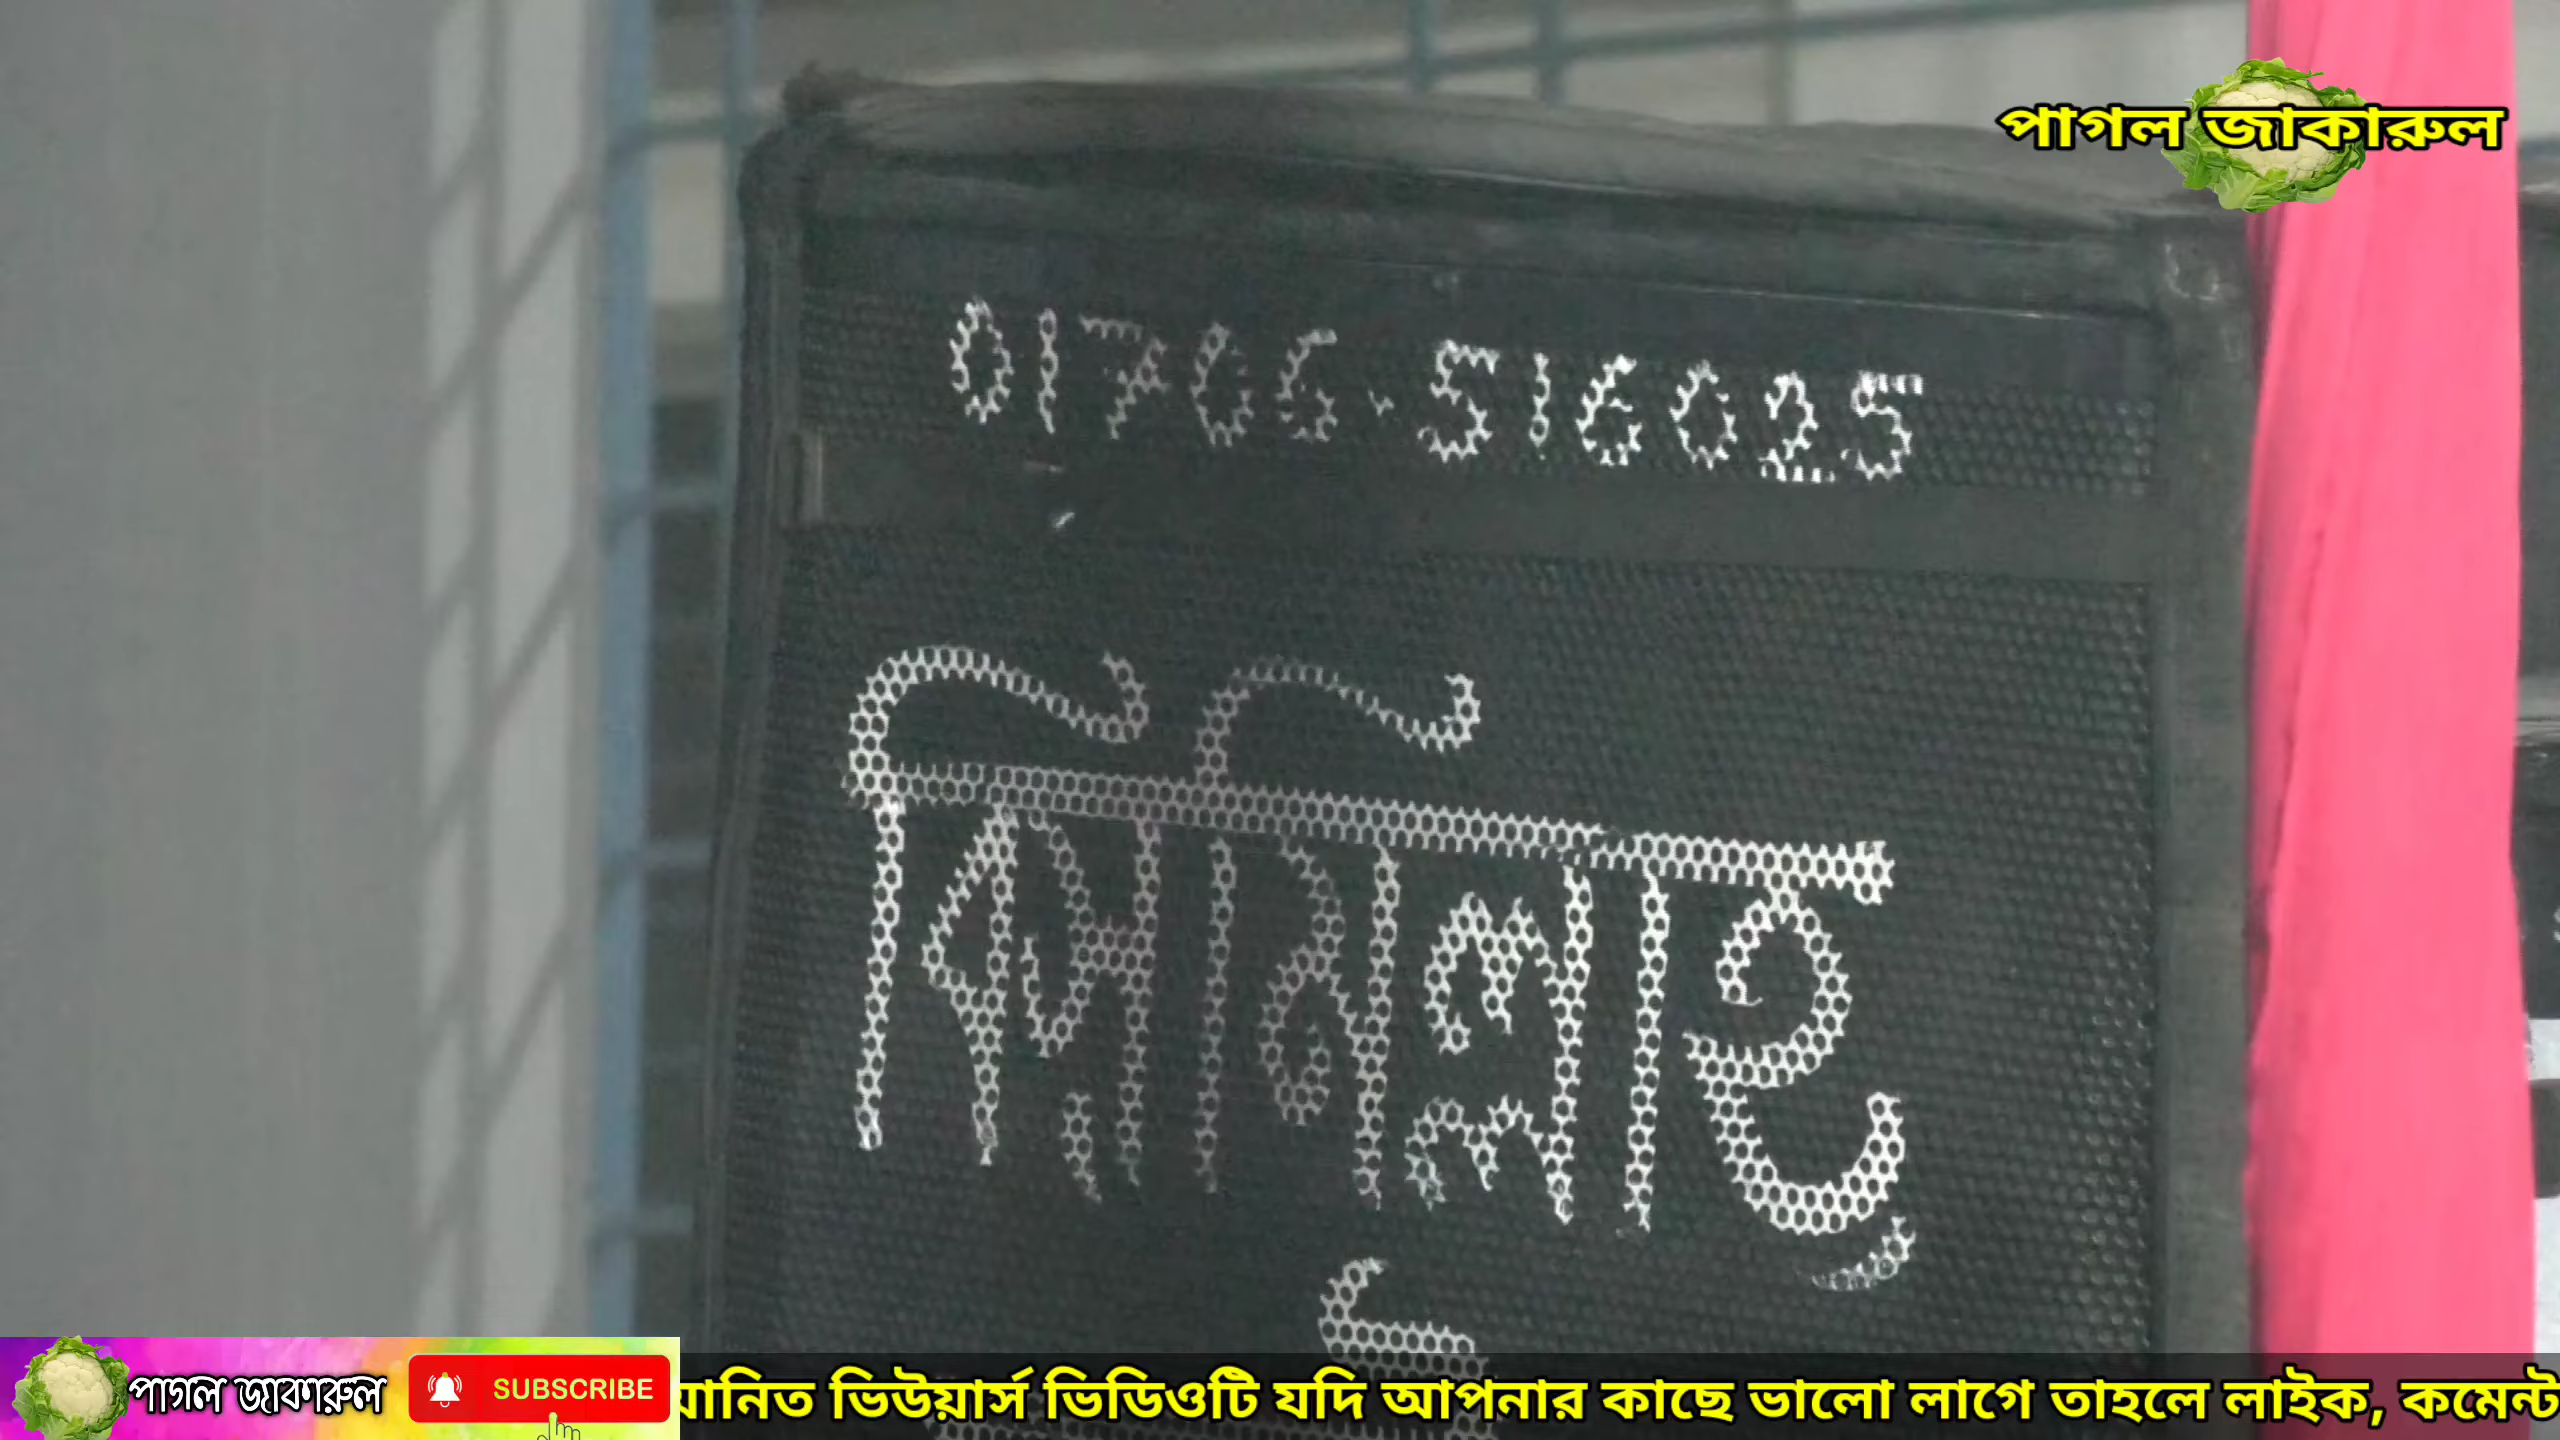 পাগল জাকারুল
01706-516025
বিসমিল্লাহ
পাগল জাকারুল SUBSCRIBE মানিত ভিউয়ার্স ভিডিওটি যদি আপনার কাছে ভালো লাগে তাহলে লাইক, কমেন্ট